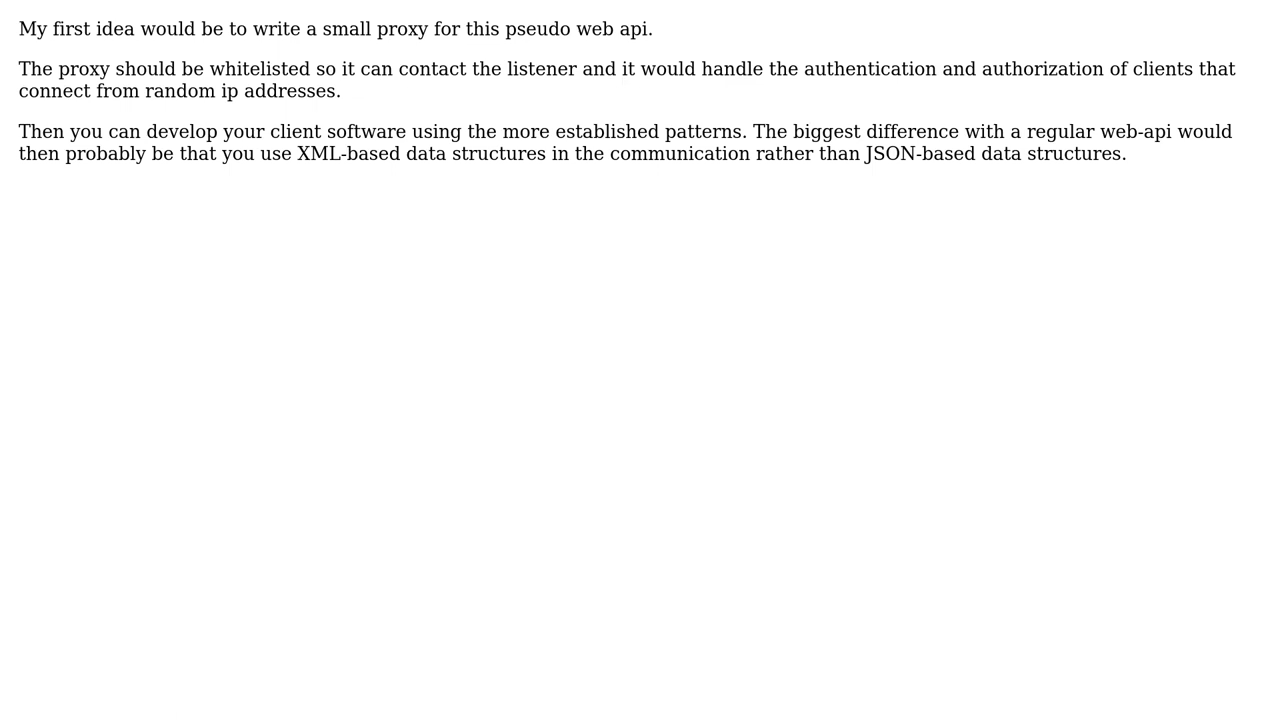 My first idea would be to write a small proxy for this pseudo web api.
The proxy should be whitelisted so it can contact the listener and it would handle the authentication and authorization of clients that
connect from random ip addresses.
Then you can develop your client software using the more established patterns. The biggest difference with a regular web-api would
then probably be that you use XML-based data structures in the communication rather than JSON-based data structures.